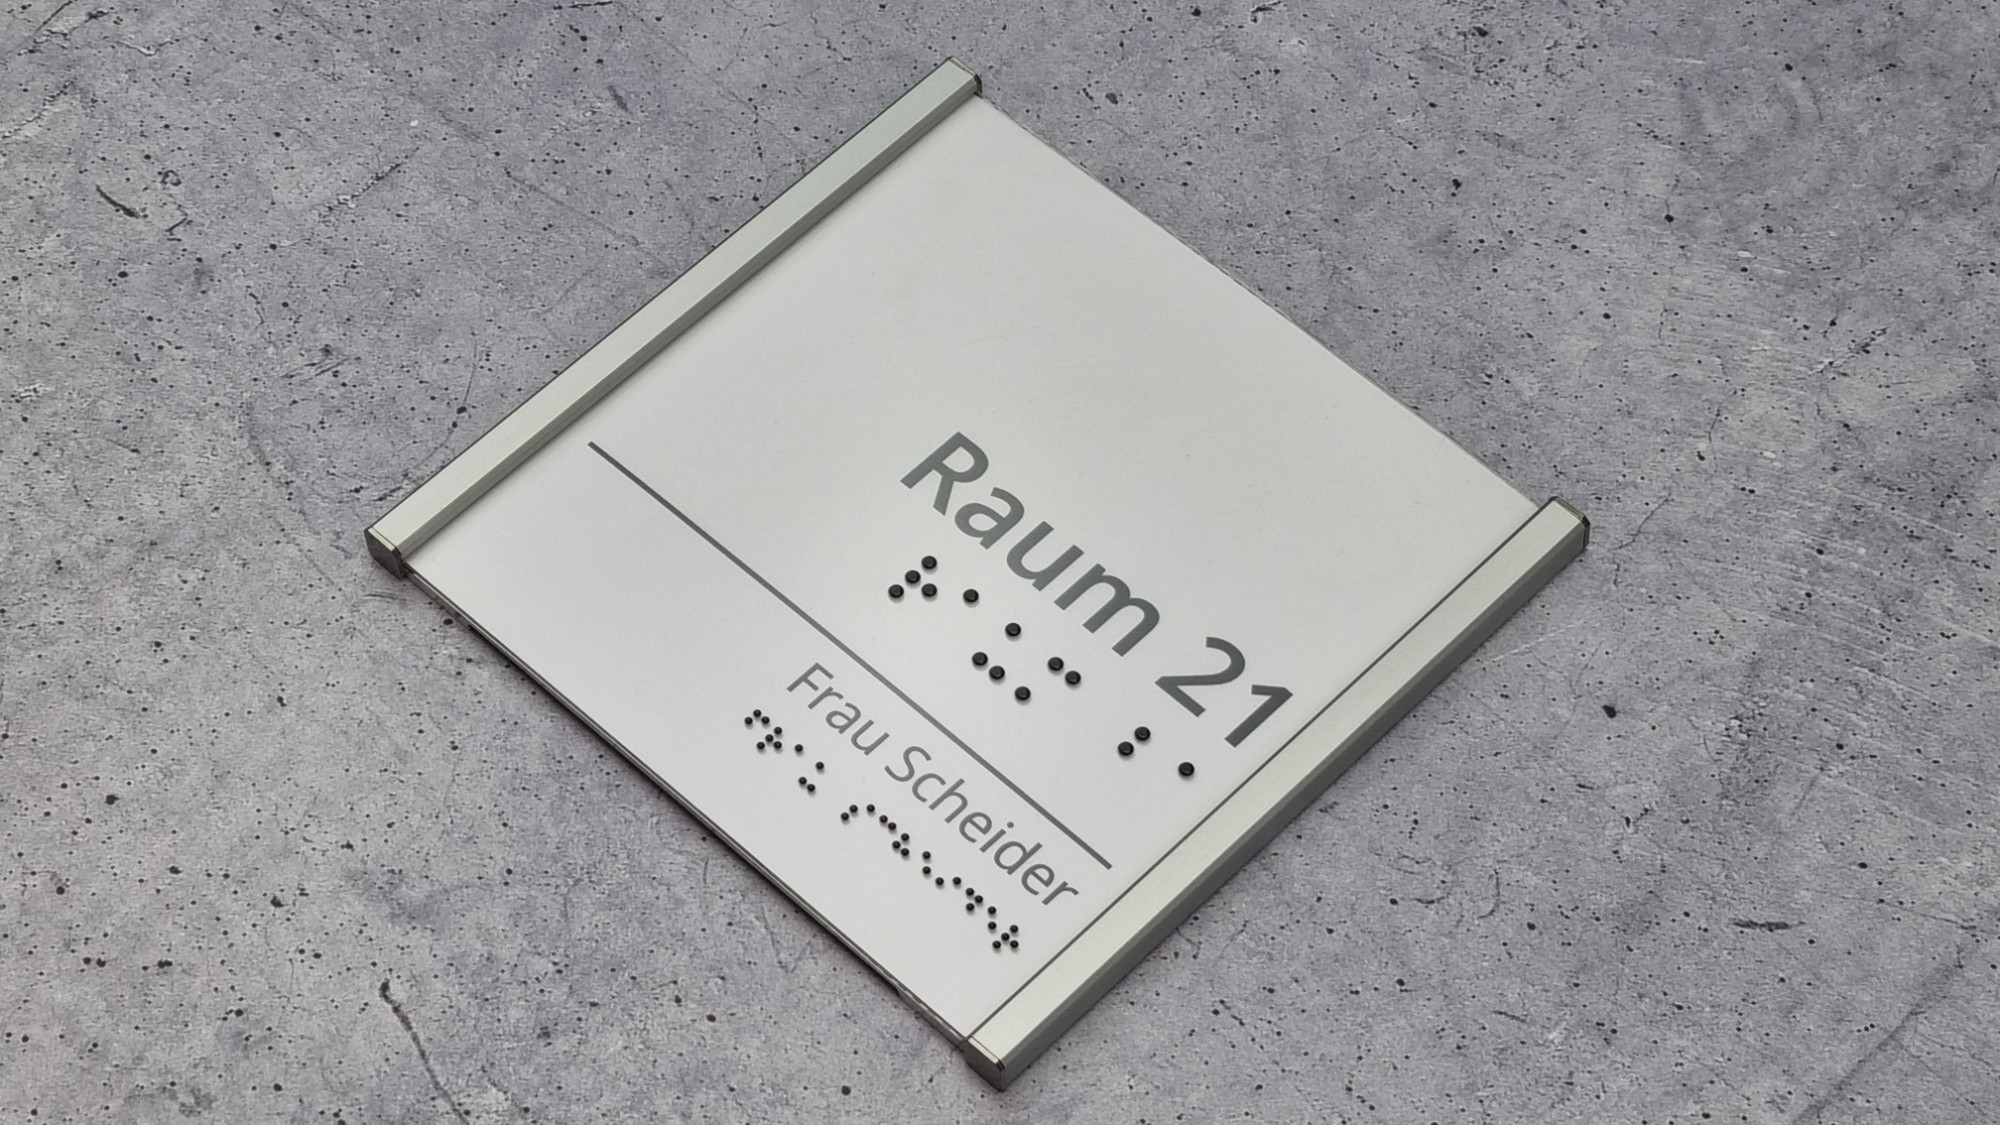 Raum 21
⠗⠁⠥⠍ ⠃⠁
Frau Scheider
⠋⠗⠁⠥ ⠎⠉⠓⠑⠊⠙⠑⠗